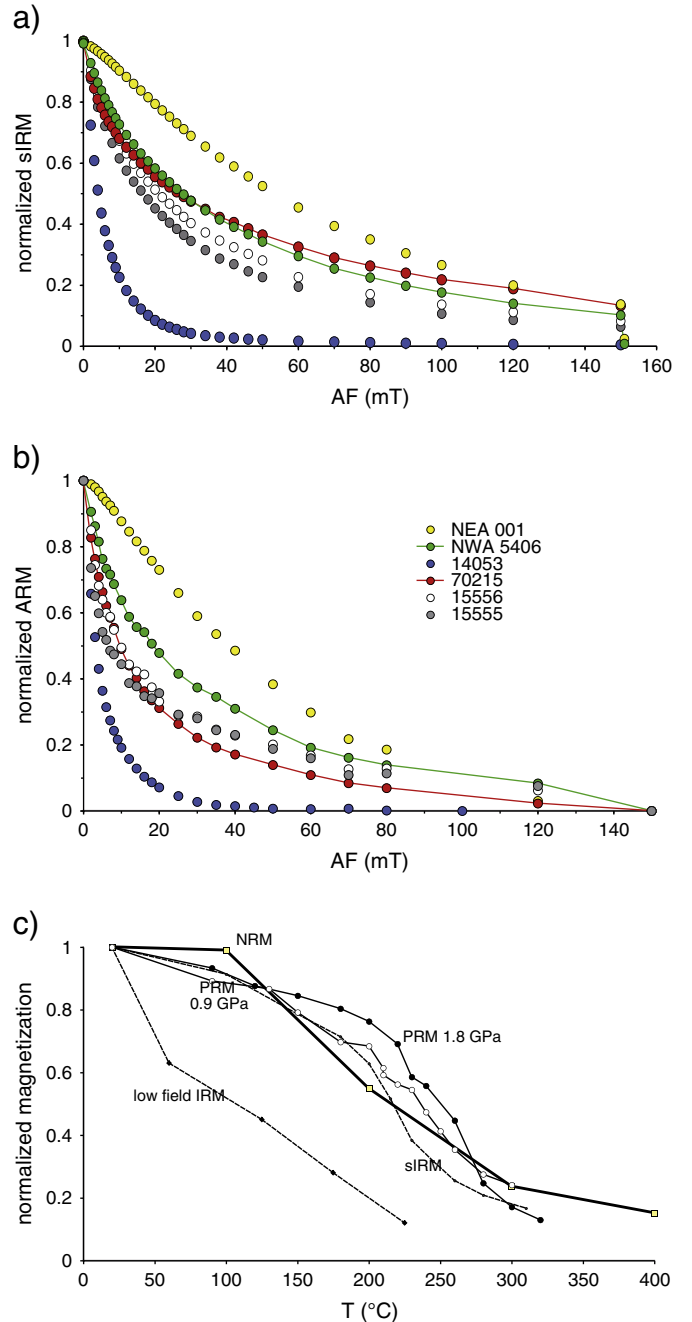 a)
1
0.8
0.6
0.4
0.2
0
normalized sIRM
0 20 40 60 80 100 120 140 160
AF (mT)
b)
1
0.8
0.6
0.4
0.2
0
normalized ARM
NEA 001
NWA 5406
14053
70215
15556
15555
0 20 40 60 80 100 120 140
AF (mT)
c)
1
0.8
0.6
0.4
0.2
0
normalized magnetization
NRM
PRM
0.9 GPa
PRM 1.8 GPa
low field IRM
sIRM
0 50 100 150 200 250 300 350 400
T (°C)